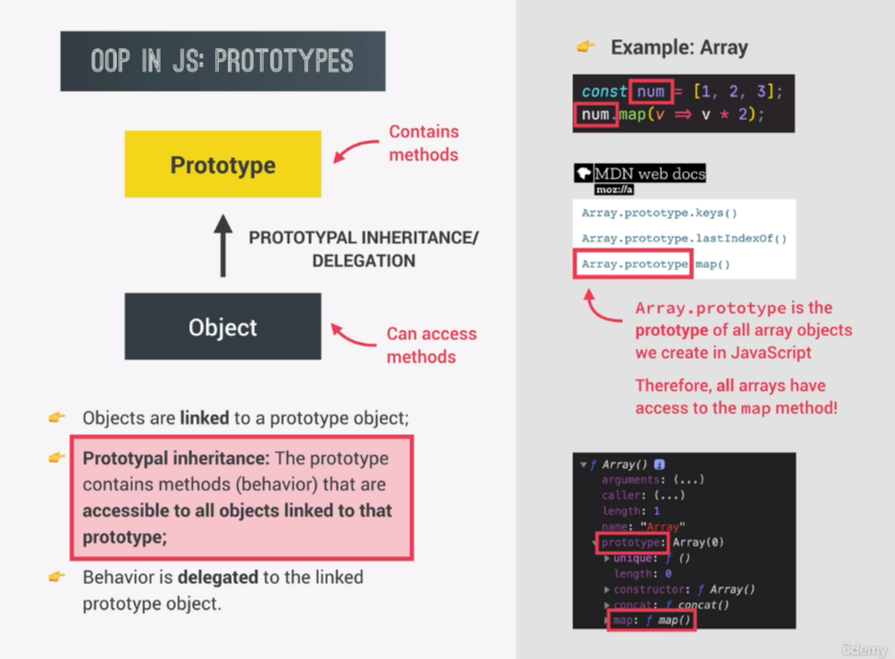 OOP IN JS: PROTOTYPES
Prototype
Contains
methods
PROTOTYPAL INHERITANCE/
DELEGATION
Object
Can access
methods
Objects are linked to a prototype object;
Prototypal inheritance: The prototype
contains methods (behavior) that are
accessible to all objects linked to that
prototype;
Behavior is delegated to the linked
prototype object.
Example: Array
const num = [1, 2, 3];
num.map(v => v * 2);
MDN web docs
moz://a
Array.prototype.keys()
Array.prototype.lastIndexOf()
Array.prototype.map()
Array.prototype is the
prototype of all array objects
we create in JavaScript
Therefore, all arrays have
access to the map method!
ƒ Array() i
arguments: (...)
caller: (...)
length: 1
name: "Array"
prototype: Array(0)
unique: ƒ ()
length: 0
constructor: ƒ Array()
concat: ƒ concat()
map: ƒ map()
ûdemy